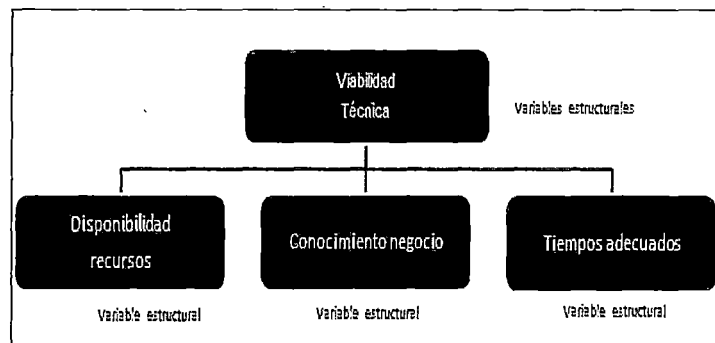 Viabilidad
Técnica
Variables estructurales
Disponibilidad
recursos
Conocimiento negocio
Tiempos adecuados
Variable estructural
Variable estructural
Variable estructural